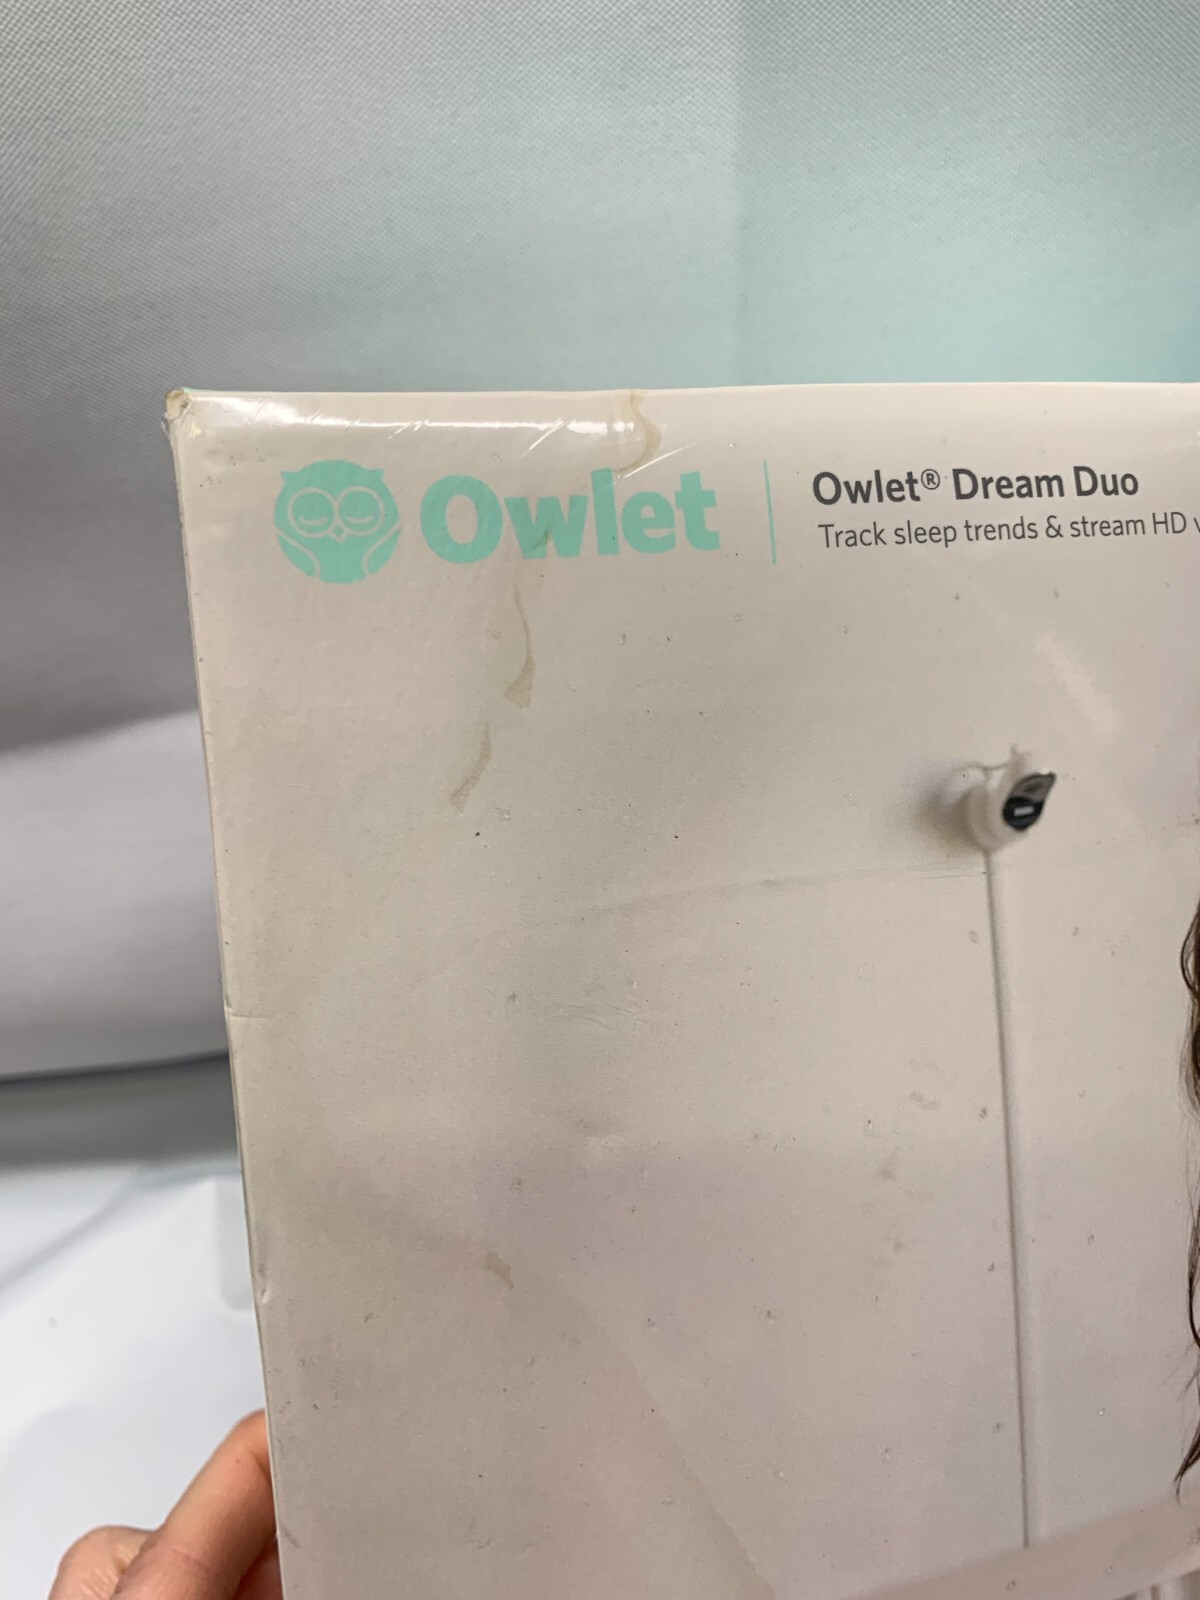 Owlet
Owlet® Dream Duo
Track sleep trends & stream HD